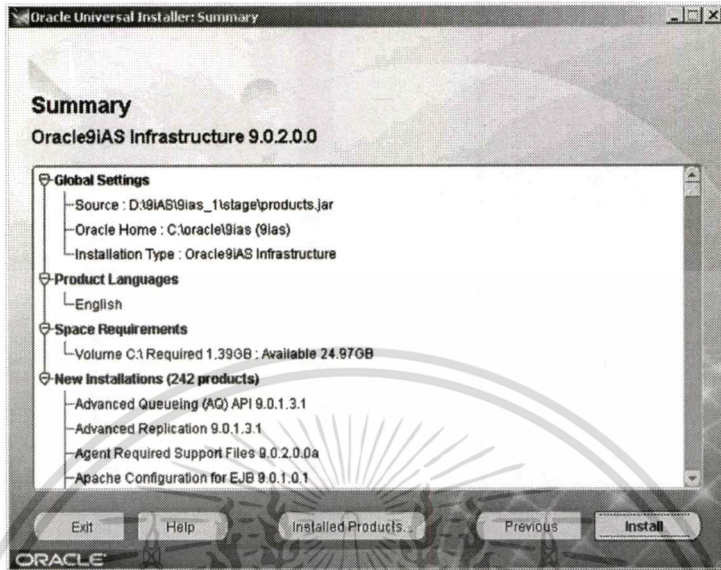 Oracle Universal Installer: Summary
Summary
Oracle9iAS Infrastructure 9.0.2.0.0
Global Settings
Source : D:\9iAS\9ias_1\stage\products.jar
Oracle Home : C:\oracle\9ias (9ias)
Installation Type : Oracle9iAS Infrastructure
Product Languages
English
Space Requirements
Volume C:\ Required 1.39GB : Available 24.97GB
New Installations (242 products)
Advanced Queueing (AQ) API 9.0.1.3.1
Advanced Replication 9.0.1.3.1
Agent Required Support Files 9.0.2.0.0a
Apache Configuration for EJB 9.0.1.0.1
Exit Help Installed Products... Previous Install
ORACLE